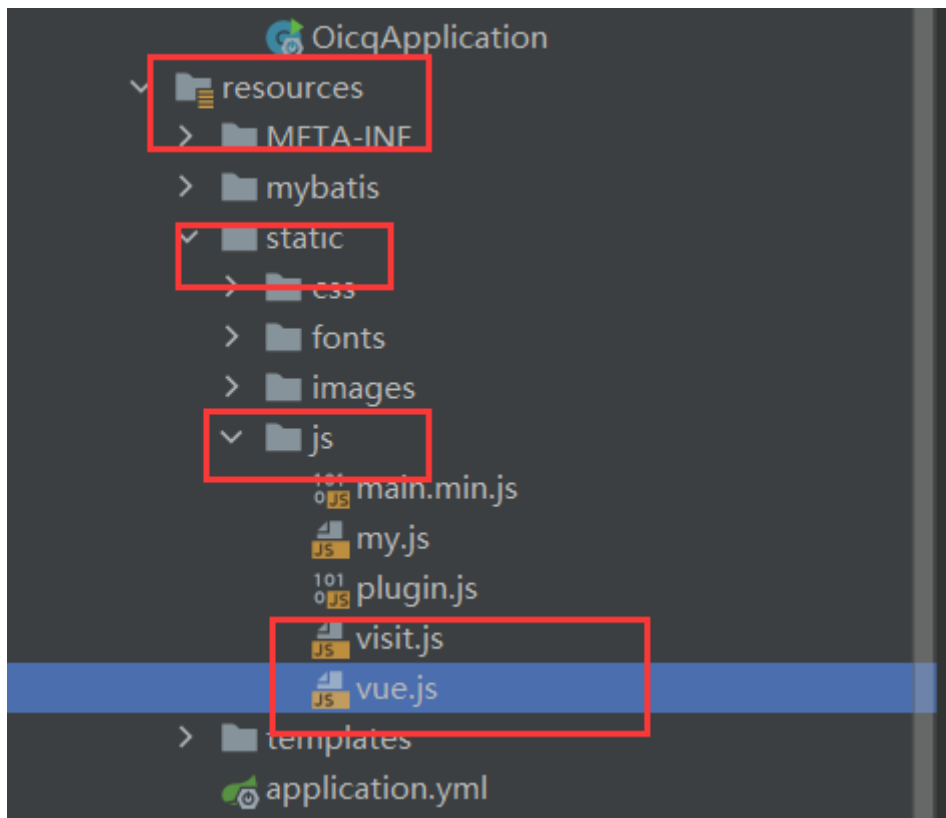 OicqApplication
resources
META-INF
mybatis
static
css
fonts
images
js
main.min.js
my.js
plugin.js
visit.js
vue.js
templates
application.yml